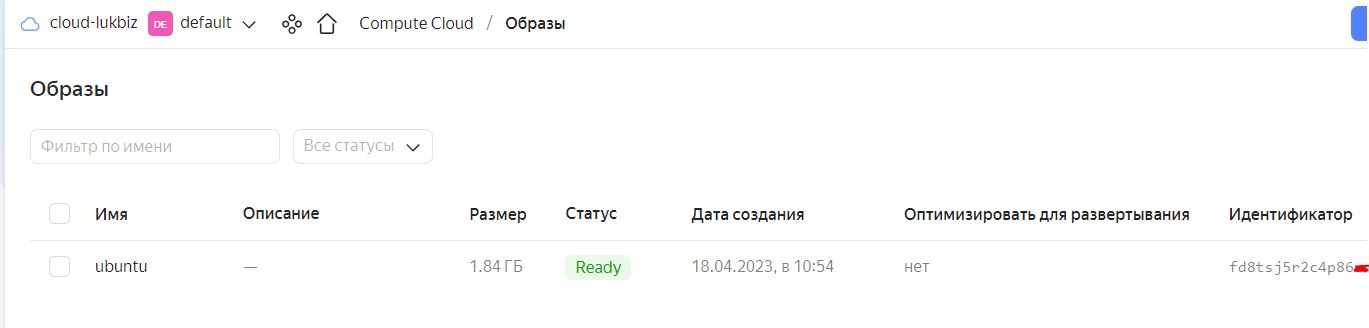 cloud-lukbiz DE default Compute Cloud / Образы
Образы
Фильтр по имени Все статусы
Имя Описание Размер Статус Дата создания Оптимизировать для развертывания Идентификатор
ubuntu — 1.84 ГБ Ready 18.04.2023, в 10:54 нет fd8tsj5r2c4p86